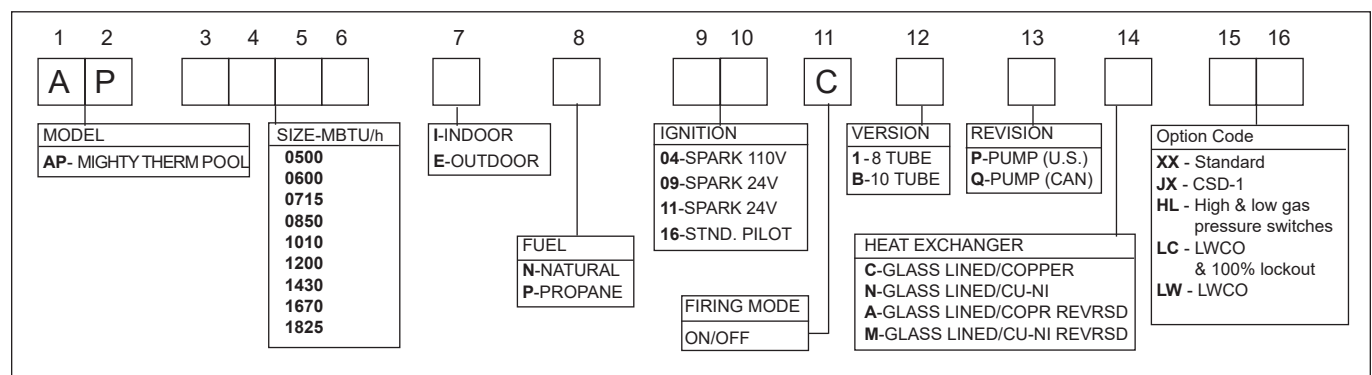 1 2 3 4 5 6 7 8 9 10 11 12 13 14 15 16
A P C
MODEL
AP- MIGHTY THERM POOL
SIZE-MBTU/h
0500
0600
0715
0850
1010
1200
1430
1670
1825
I-INDOOR
E-OUTDOOR
FUEL
N-NATURAL
P-PROPANE
IGNITION
04-SPARK 110V
09-SPARK 24V
11-SPARK 24V
16-STND. PILOT
FIRING MODE
ON/OFF
VERSION
1-8 TUBE
B-10 TUBE
REVISION
P-PUMP (U.S.)
Q-PUMP (CAN)
HEAT EXCHANGER
C-GLASS LINED/COPPER
N-GLASS LINED/CU-NI
A-GLASS LINED/COPR REVRSD
M-GLASS LINED/CU-NI REVRSD
Option Code
XX - Standard
JX - CSD-1
HL - High & low gas
pressure switches
LC - LWCO
& 100% lockout
LW - LWCO